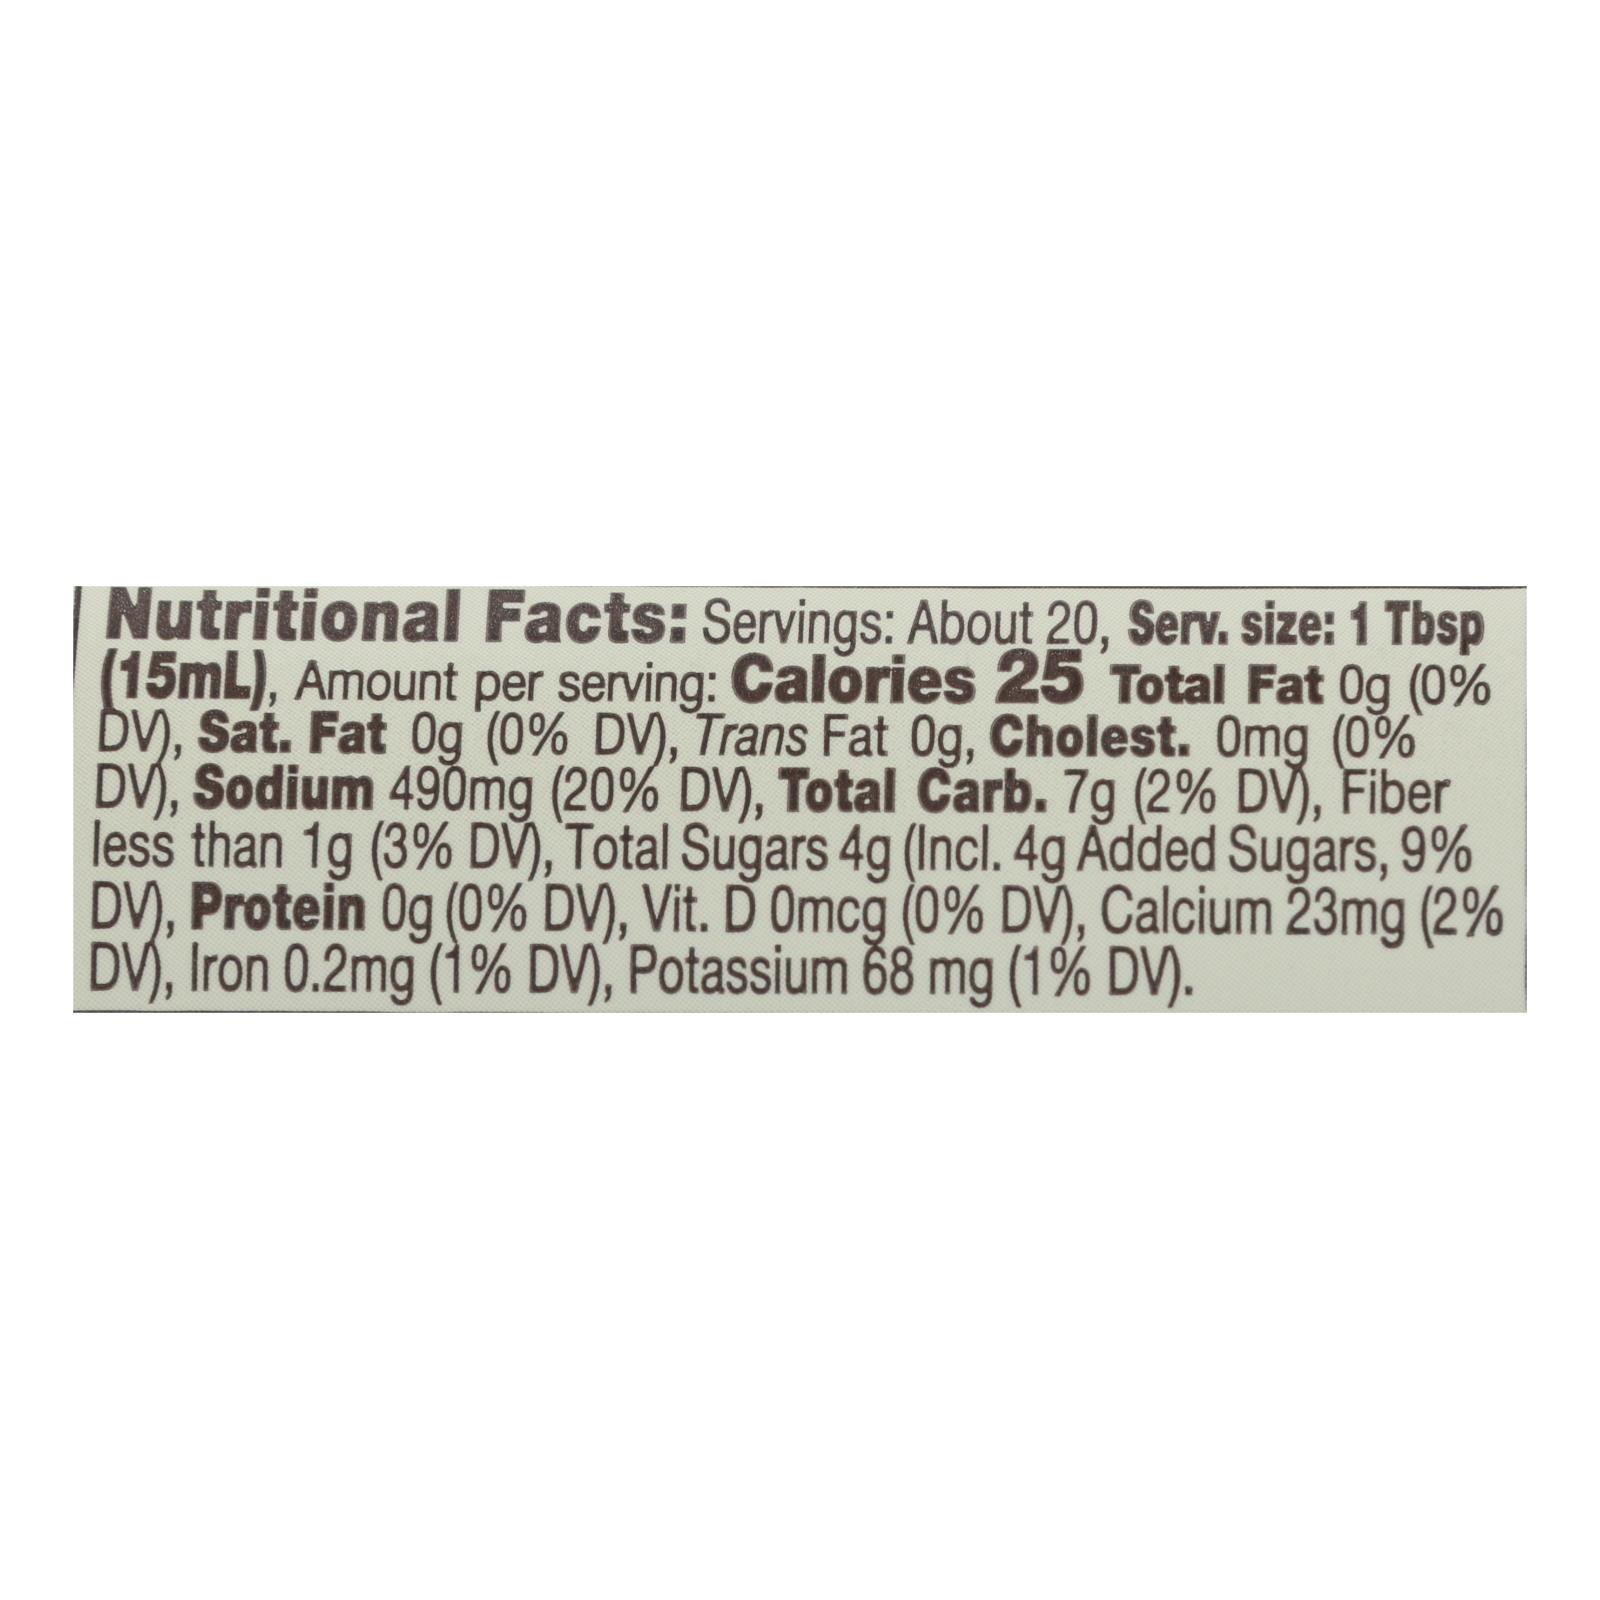 Nutritional Facts: Servings: About 20, Serv. size: 1 Tbsp
(15mL), Amount per serving: Calories 25 Total Fat 0g (0%
DV), Sat. Fat 0g (0% DV), Trans Fat 0g, Cholest. 0mg (0%
DV), Sodium 490mg (20% DV), Total Carb. 7g (2% DV), Fiber
less than 1g (3% DV), Total Sugars 4g (Incl. 4g Added Sugars, 9%
DV), Protein 0g (0% DV), Vit. D 0mcg (0% DV), Calcium 23mg (2%
DV), Iron 0.2mg (1% DV), Potassium 68 mg (1% DV).